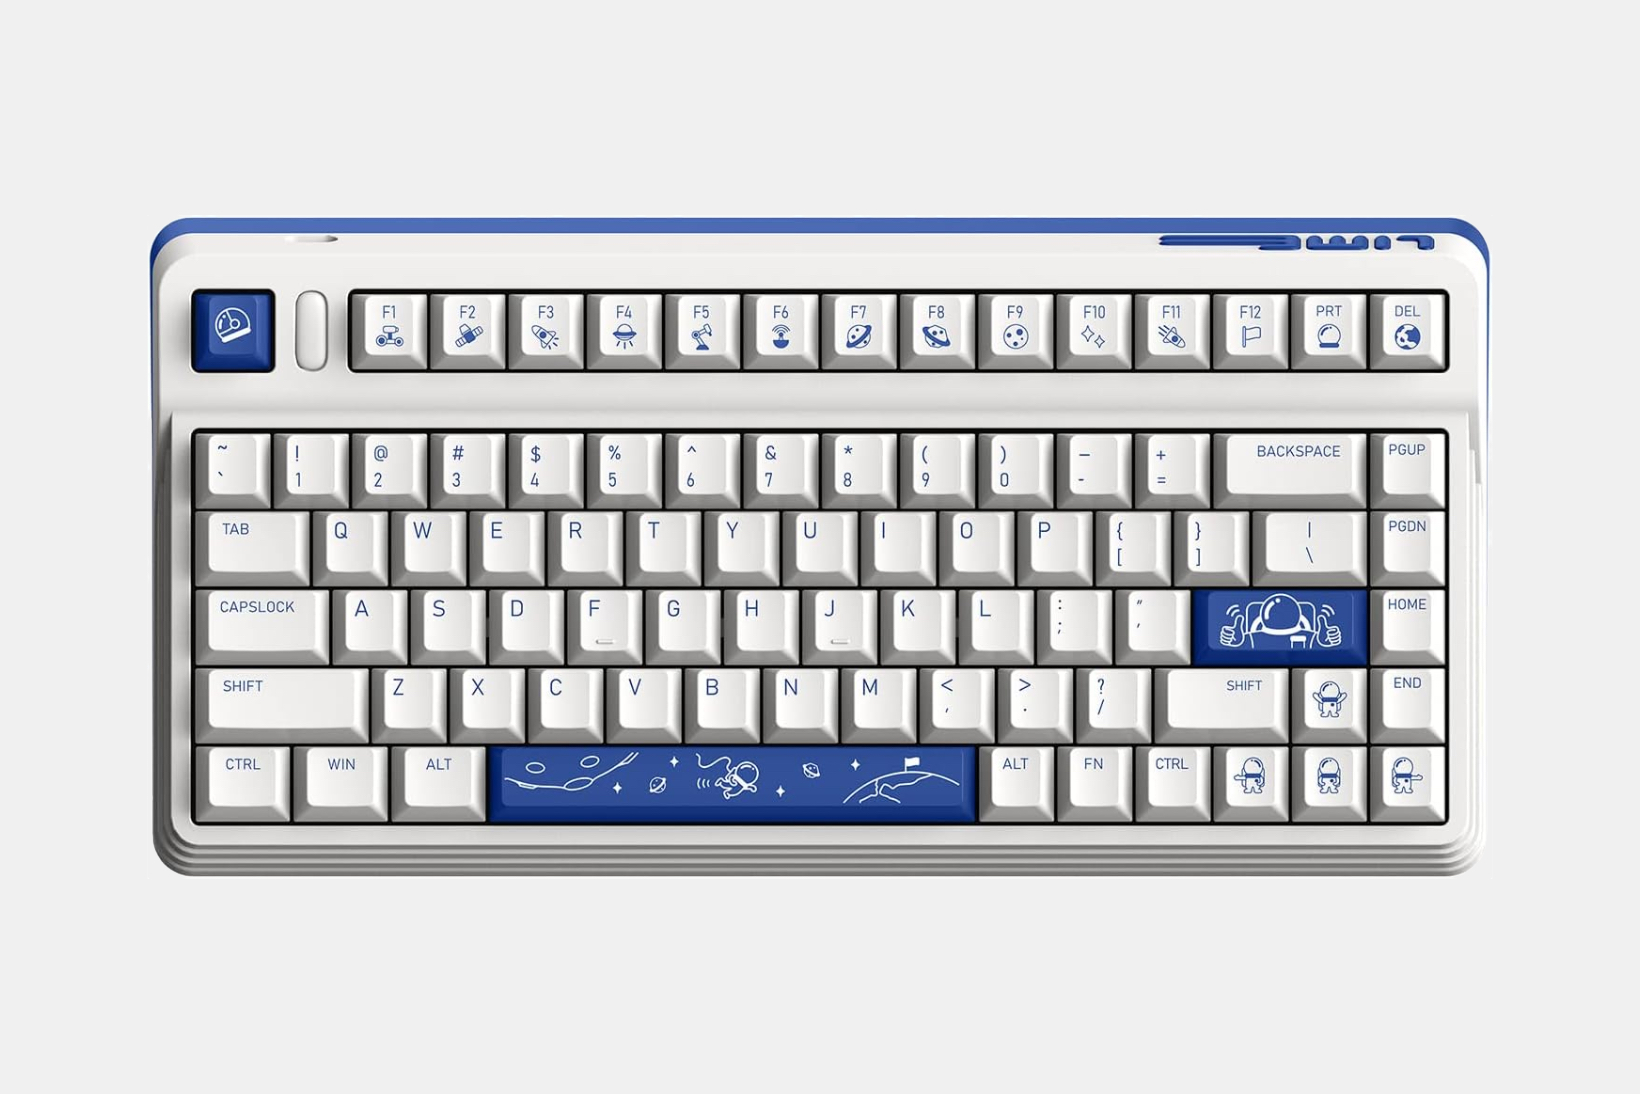 F1 F2 F3 F4 F5 F6 F7 F8 F9 F10 F11 F12 PRT DEL
~ ! @ # $ % ^ & * ( ) — + BACKSPACE PGUP
` 1 2 3 4 5 6 7 8 9 0 - =
TAB Q W E R T Y U I O P { } | PGDN
[ ] \
CAPSLOCK A S D F G H J K L : " HOME
; '
SHIFT Z X C V B N M < > ? SHIFT END
, . /
CTRL WIN ALT ALT FN CTRL